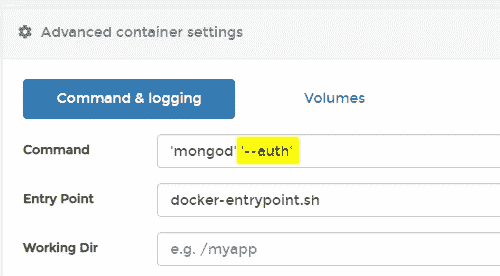 Advanced container settings
Command & logging Volumes
Command 'mongod' '--auth'
Entry Point docker-entrypoint.sh
Working Dir e.g. /myapp